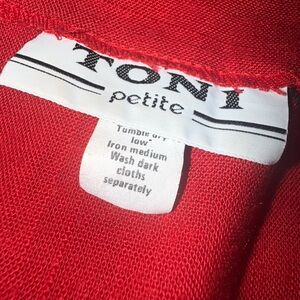 TONI
petite
Tumble dry
low
Iron medium
Wash dark
cloths
separately